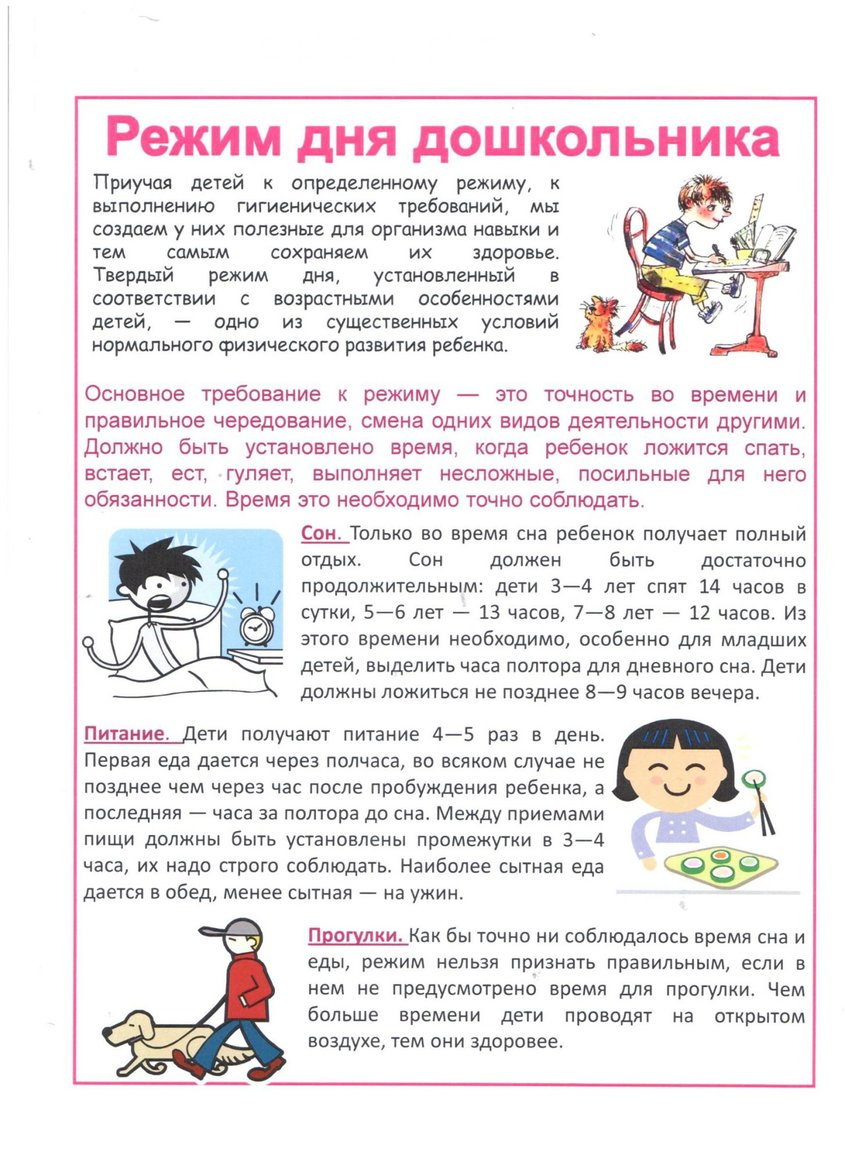 Режим дня дошкольника
Приучая детей к определенному режиму, к
выполнению гигиенических требований, мы
создаем у них полезные для организма навыки и
тем самым сохраняем их здоровье.
Твердый режим дня, установленный в
соответствии с возрастными особенностями
детей, — одно из существенных условий
нормального физического развития ребенка.
Основное требование к режиму — это точность во времени и
правильное чередование, смена одних видов деятельности другими.
Должно быть установлено время, когда ребенок ложится спать,
встает, ест, гуляет, выполняет несложные, посильные для него
обязанности. Время это необходимо точно соблюдать.
Сон. Только во время сна ребенок получает полный
отдых. Сон должен быть достаточно
продолжительным: дети 3—4 лет спят 14 часов в
сутки, 5—6 лет — 13 часов, 7—8 лет — 12 часов. Из
этого времени необходимо, особенно для младших
детей, выделить часа полтора для дневного сна. Дети
должны ложиться не позднее 8—9 часов вечера.
Питание. Дети получают питание 4—5 раз в день.
Первая еда дается через полчаса, во всяком случае не
позднее чем через час после пробуждения ребенка, а
последняя — часа за полтора до сна. Между приемами
пищи должны быть установлены промежутки в 3—4
часа, их надо строго соблюдать. Наиболее сытная еда
дается в обед, менее сытная — на ужин.
Прогулки. Как бы точно ни соблюдалось время сна и
еды, режим нельзя признать правильным, если в
нем не предусмотрено время для прогулки. Чем
больше времени дети проводят на открытом
воздухе, тем они здоровее.